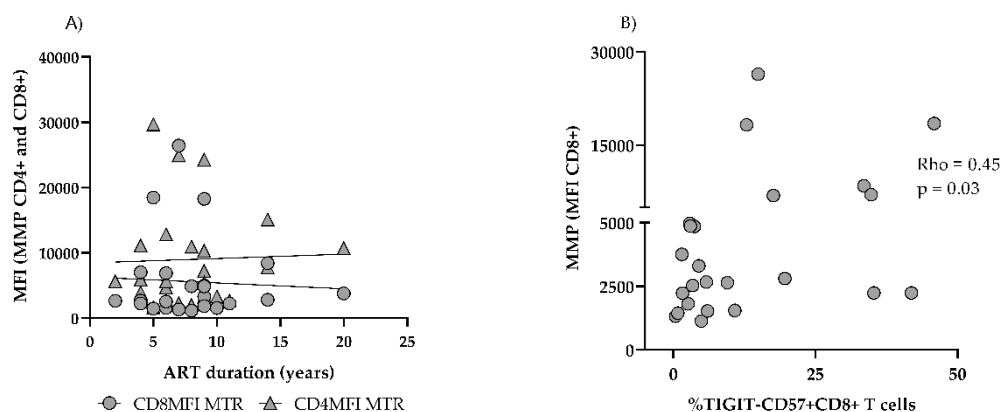 A)
40000
30000
20000
10000
0
MFI (MMP CD4+ and CD8+)
0 5 10 15 20 25
ART duration (years)
CD8MFI MTR CD4MFI MTR
B)
30000
15000
5000
2500
0
MMP (MFI CD8+)
Rho = 0.45
p = 0.03
0 25 50
%TIGIT-CD57+CD8+ T cells